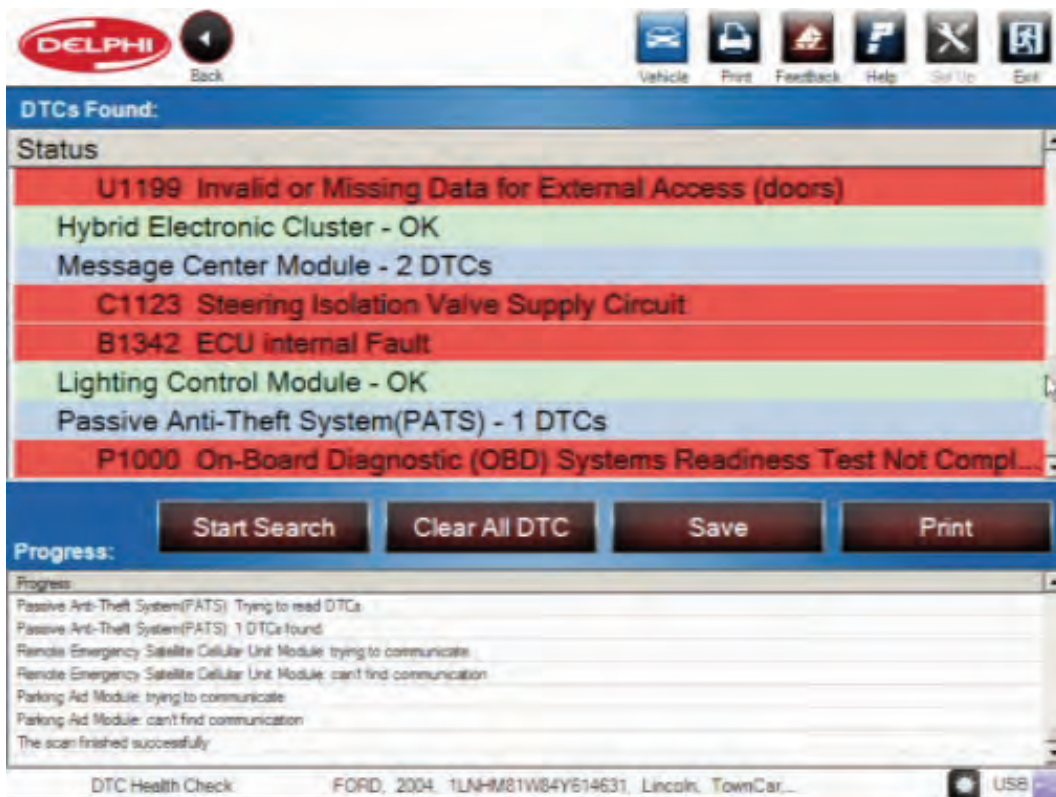 DELPHI
Back
Vehicle Print Feedback Help Set Up Exit
DTCs Found:
Status
U1199 Invalid or Missing Data for External Access (doors)
Hybrid Electronic Cluster - OK
Message Center Module - 2 DTCs
C1123 Steering Isolation Valve Supply Circuit
B1342 ECU internal Fault
Lighting Control Module - OK
Passive Anti-Theft System(PATS) - 1 DTCs
P1000 On-Board Diagnostic (OBD) Systems Readiness Test Not Compl...
Start Search Clear All DTC Save Print
Progress:
Progress
Passive Anti-Theft System(PATS): Trying to read DTCs
Passive Anti-Theft System(PATS): 1 DTCs found
Remote Emergency Satellite Cellular Unit Module: trying to communicate
Remote Emergency Satellite Cellular Unit Module: can't find communication
Parking Aid Module: trying to communicate
Parking Aid Module: can't find communication
The scan finished successfully
DTC Health Check FORD, 2004, 1LNHM81W84Y614631, Lincoln, TownCar... USB